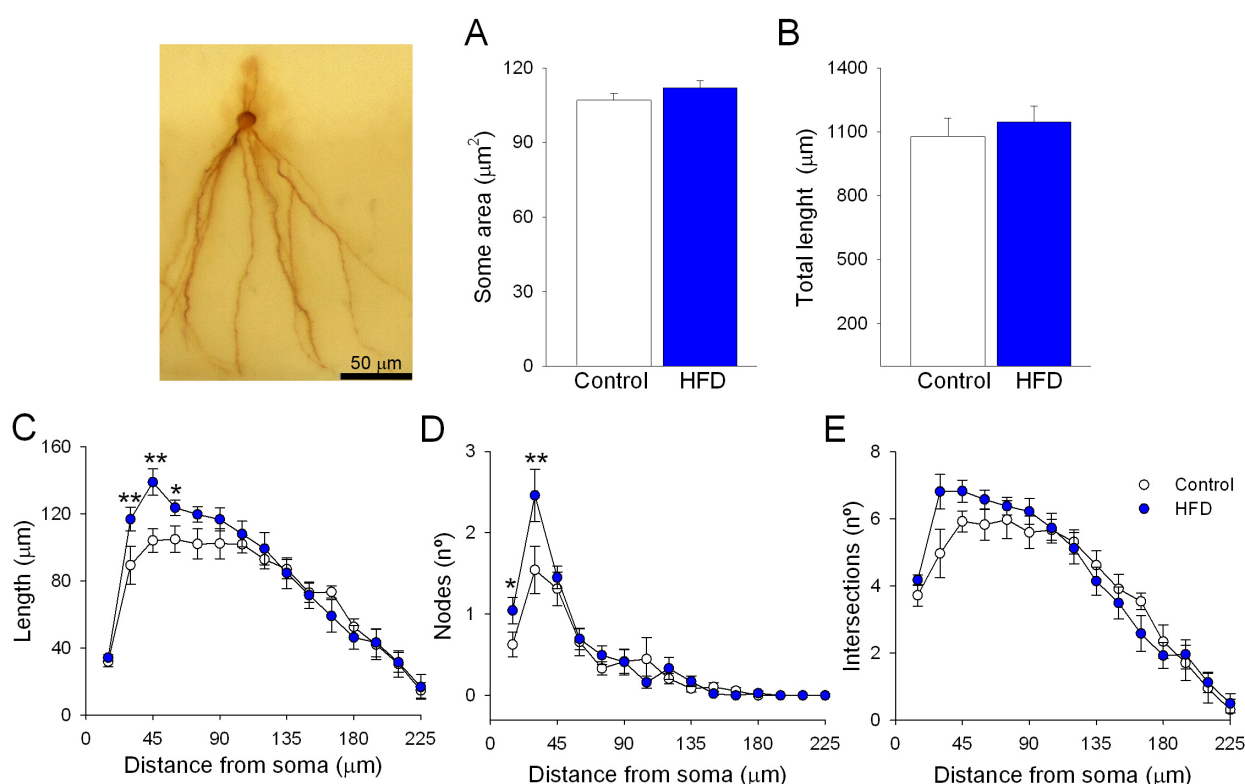 50 μm
A
Some area (μm²)
120
90
60
30
0
Control
HFD
B
Total lenght (μm)
1400
1100
800
500
200
Control
HFD
C
Length (μm)
160
120
80
40
0
**
**
*
0
45
90
135
180
225
Distance from soma (μm)
D
Nodes (nº)
3
2
1
0
*
**
0
45
90
135
180
225
Distance from soma (μm)
E
Intersections (nº)
8
6
4
2
0
Control
HFD
0
45
90
135
180
225
Distance from soma (μm)